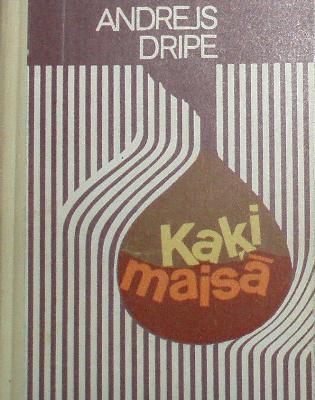 ANDREJS
DRIPE
Kaķi
maisā